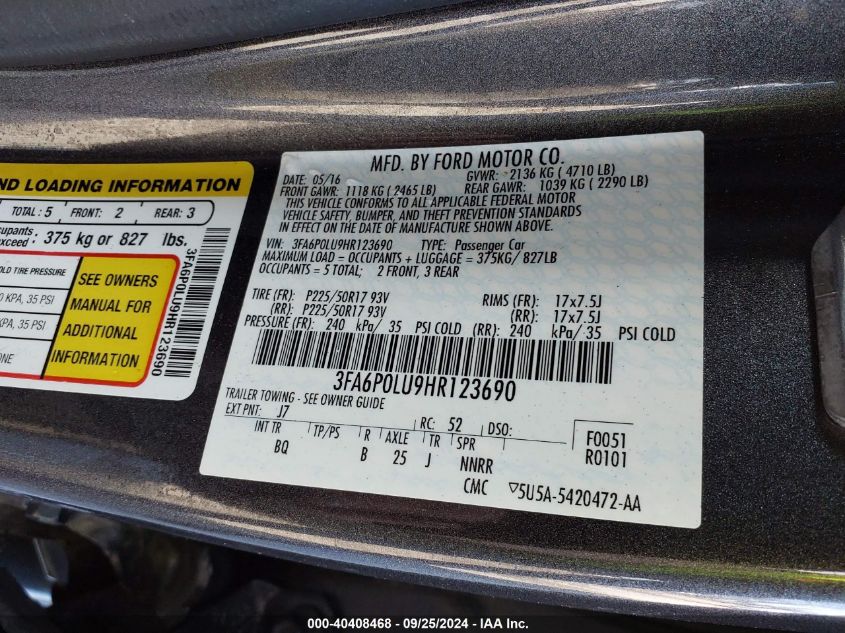 ND LOADING INFORMATION
TOTAL : 5 FRONT: 2 REAR: 3
upants
xceed : 375 kg or 827 lbs.
OLD TIRE PRESSURE
0 KPA, 35 PSI
KPA, 35 PSI
ONE
SEE OWNERS
MANUAL FOR
ADDITIONAL
INFORMATION
3FA6P0LU9HR123690
MFD. BY FORD MOTOR CO.
DATE: 05/16 GVWR: 2136 KG ( 4710 LB)
FRONT GAWR: 1118 KG ( 2465 LB) REAR GAWR: 1039 KG ( 2290 LB)
THIS VEHICLE CONFORMS TO ALL APPLICABLE FEDERAL MOTOR
VEHICLE SAFETY, BUMPER, AND THEFT PREVENTION STANDARDS
IN EFFECT ON THE DATE OF MANUFACTURE SHOWN ABOVE.
VIN: 3FA6P0LU9HR123690 TYPE: Passenger Car
MAXIMUM LOAD = OCCUPANTS + LUGGAGE = 375KG/ 827LB
OCCUPANTS = 5 TOTAL; 2 FRONT, 3 REAR
TIRE (FR): P225/50R17 93V RIMS (FR): 17x7.5J
(RR): P225/50R17 93V (RR): 17x7.5J
PRESSURE (FR): 240 kPa/ 35 PSI COLD (RR): 240 kPa/ 35 PSI COLD
3FA6P0LU9HR123690
TRAILER TOWING - SEE OWNER GUIDE
EXT PNT: J7 RC: 52 DSO:
INT TR TP/PS R AXLE TR SPR
BQ B 25 J NNRR
CMC
F0051
R0101
▽5U5A-5420472-AA
000-40408468 - 09/25/2024 - IAA Inc.